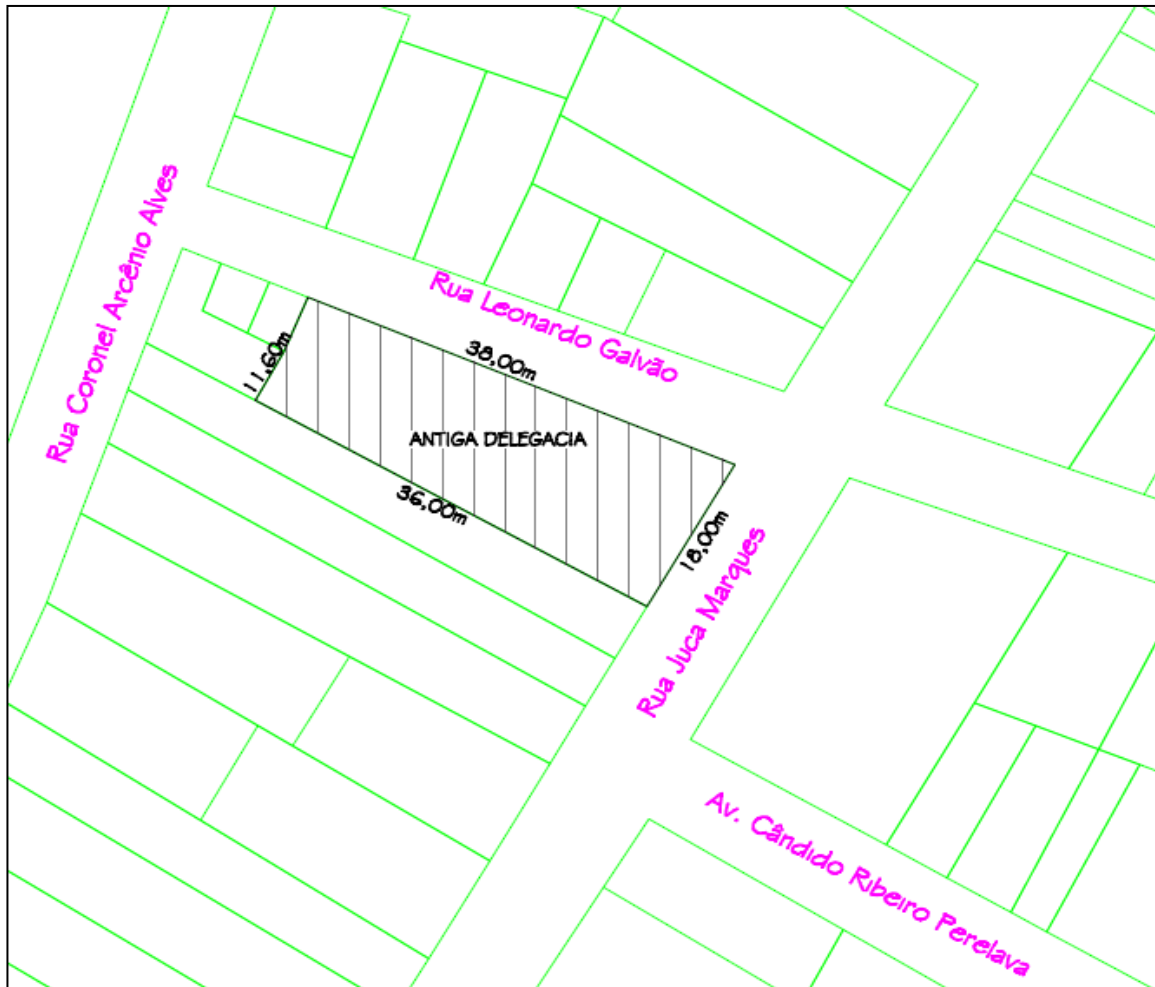 Rua Coronel Arcênio Alves
Rua Leonardo Galvão
11,60m
38,00m
ANTIGA DELEGACIA
36,00m
18,00m
Rua Juca Marques
Av. Cândido Ribeiro Perelava